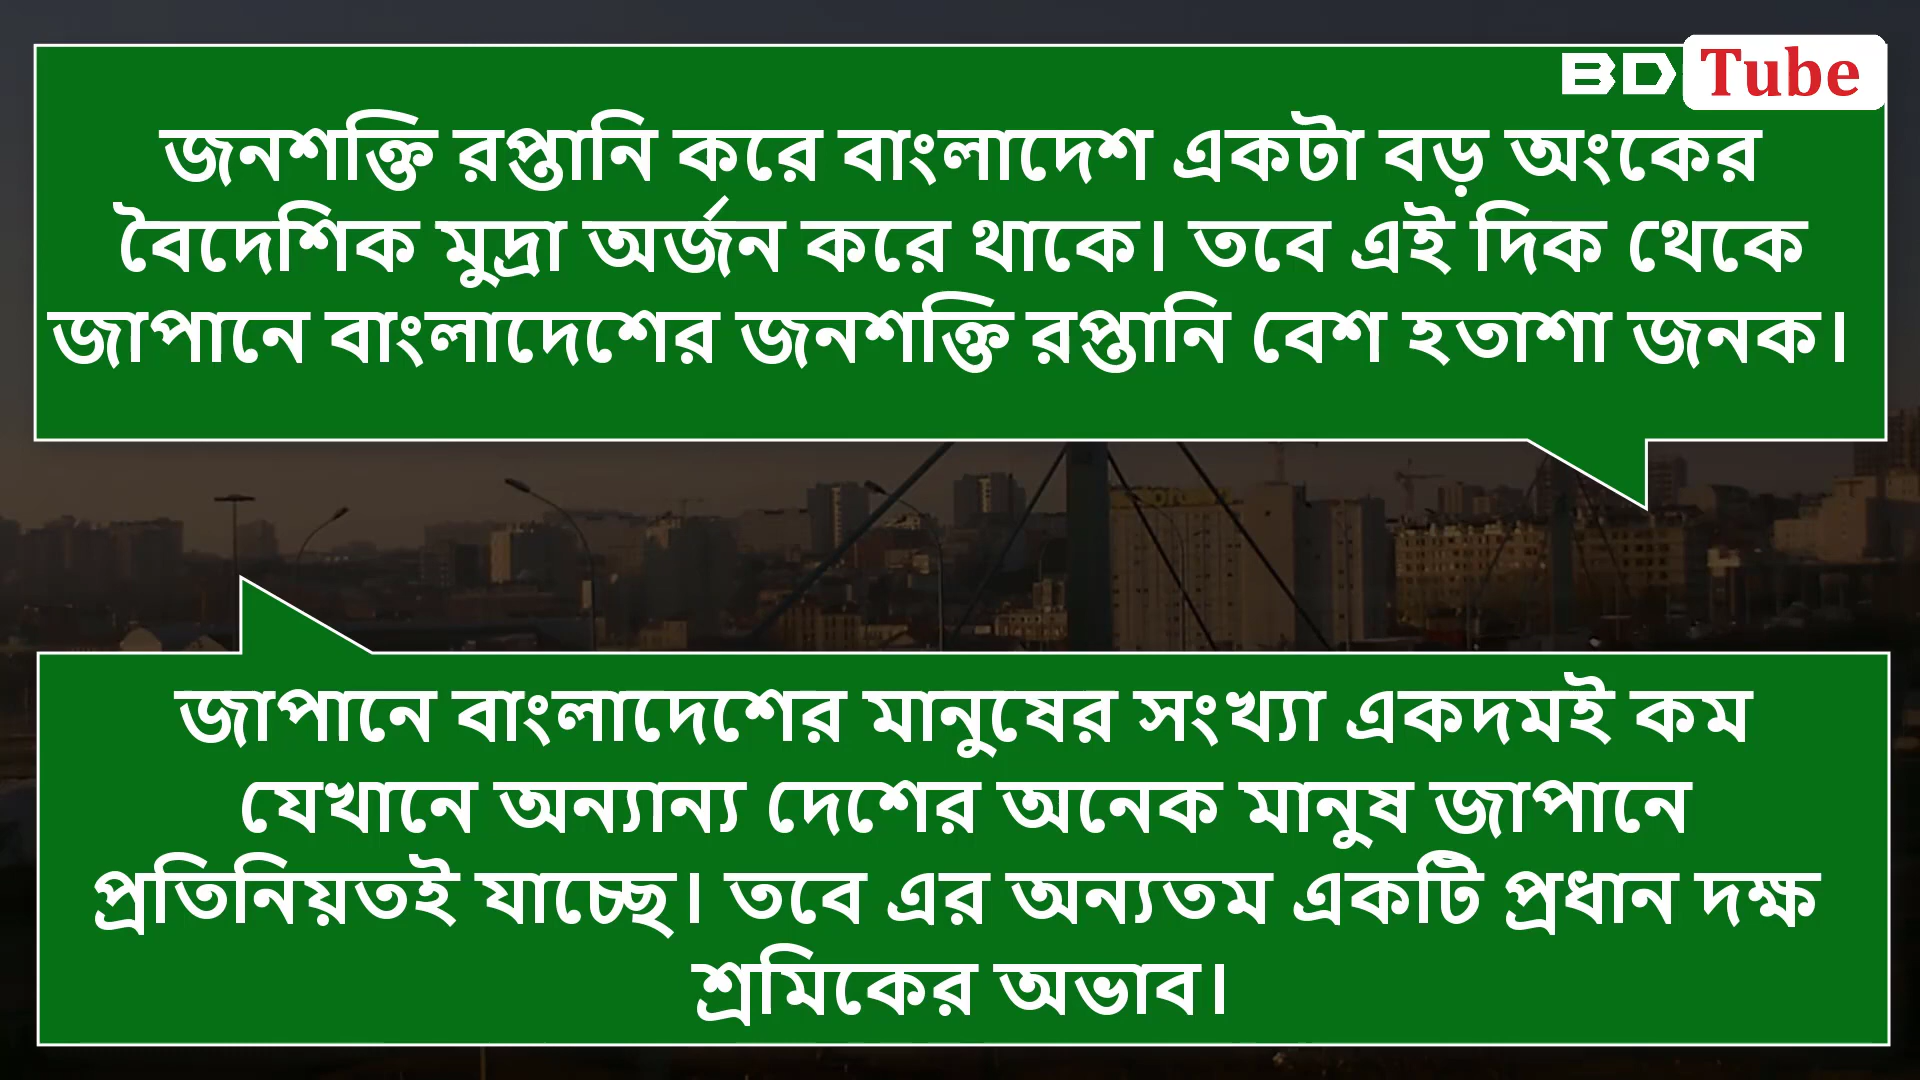 BD Tube
জনশক্তি রপ্তানি করে বাংলাদেশ একটা বড় অংকের
বৈদেশিক মুদ্রা অর্জন করে থাকে। তবে এই দিক থেকে
জাপানে বাংলাদেশের জনশক্তি রপ্তানি বেশ হতাশা জনক।
জাপানে বাংলাদেশের মানুষের সংখ্যা একদমই কম
যেখানে অন্যান্য দেশের অনেক মানুষ জাপানে
প্রতিনিয়তই যাচ্ছে। তবে এর অন্যতম একটি প্রধান দক্ষ
শ্রমিকের অভাব।